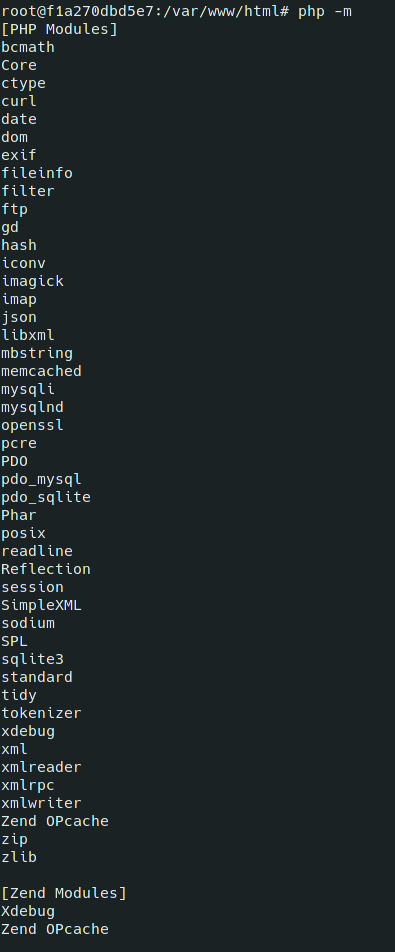 root@f1a270dbd5e7:/var/www/html# php -m
[PHP Modules]
bcmath
Core
ctype
curl
date
dom
exif
fileinfo
filter
ftp
gd
hash
iconv
imagick
imap
json
libxml
mbstring
memcached
mysqli
mysqlnd
openssl
pcre
PDO
pdo_mysql
pdo_sqlite
Phar
posix
readline
Reflection
session
SimpleXML
sodium
SPL
sqlite3
standard
tidy
tokenizer
xdebug
xml
xmlreader
xmlrpc
xmlwriter
Zend OPcache
zip
zlib

[Zend Modules]
Xdebug
Zend OPcache